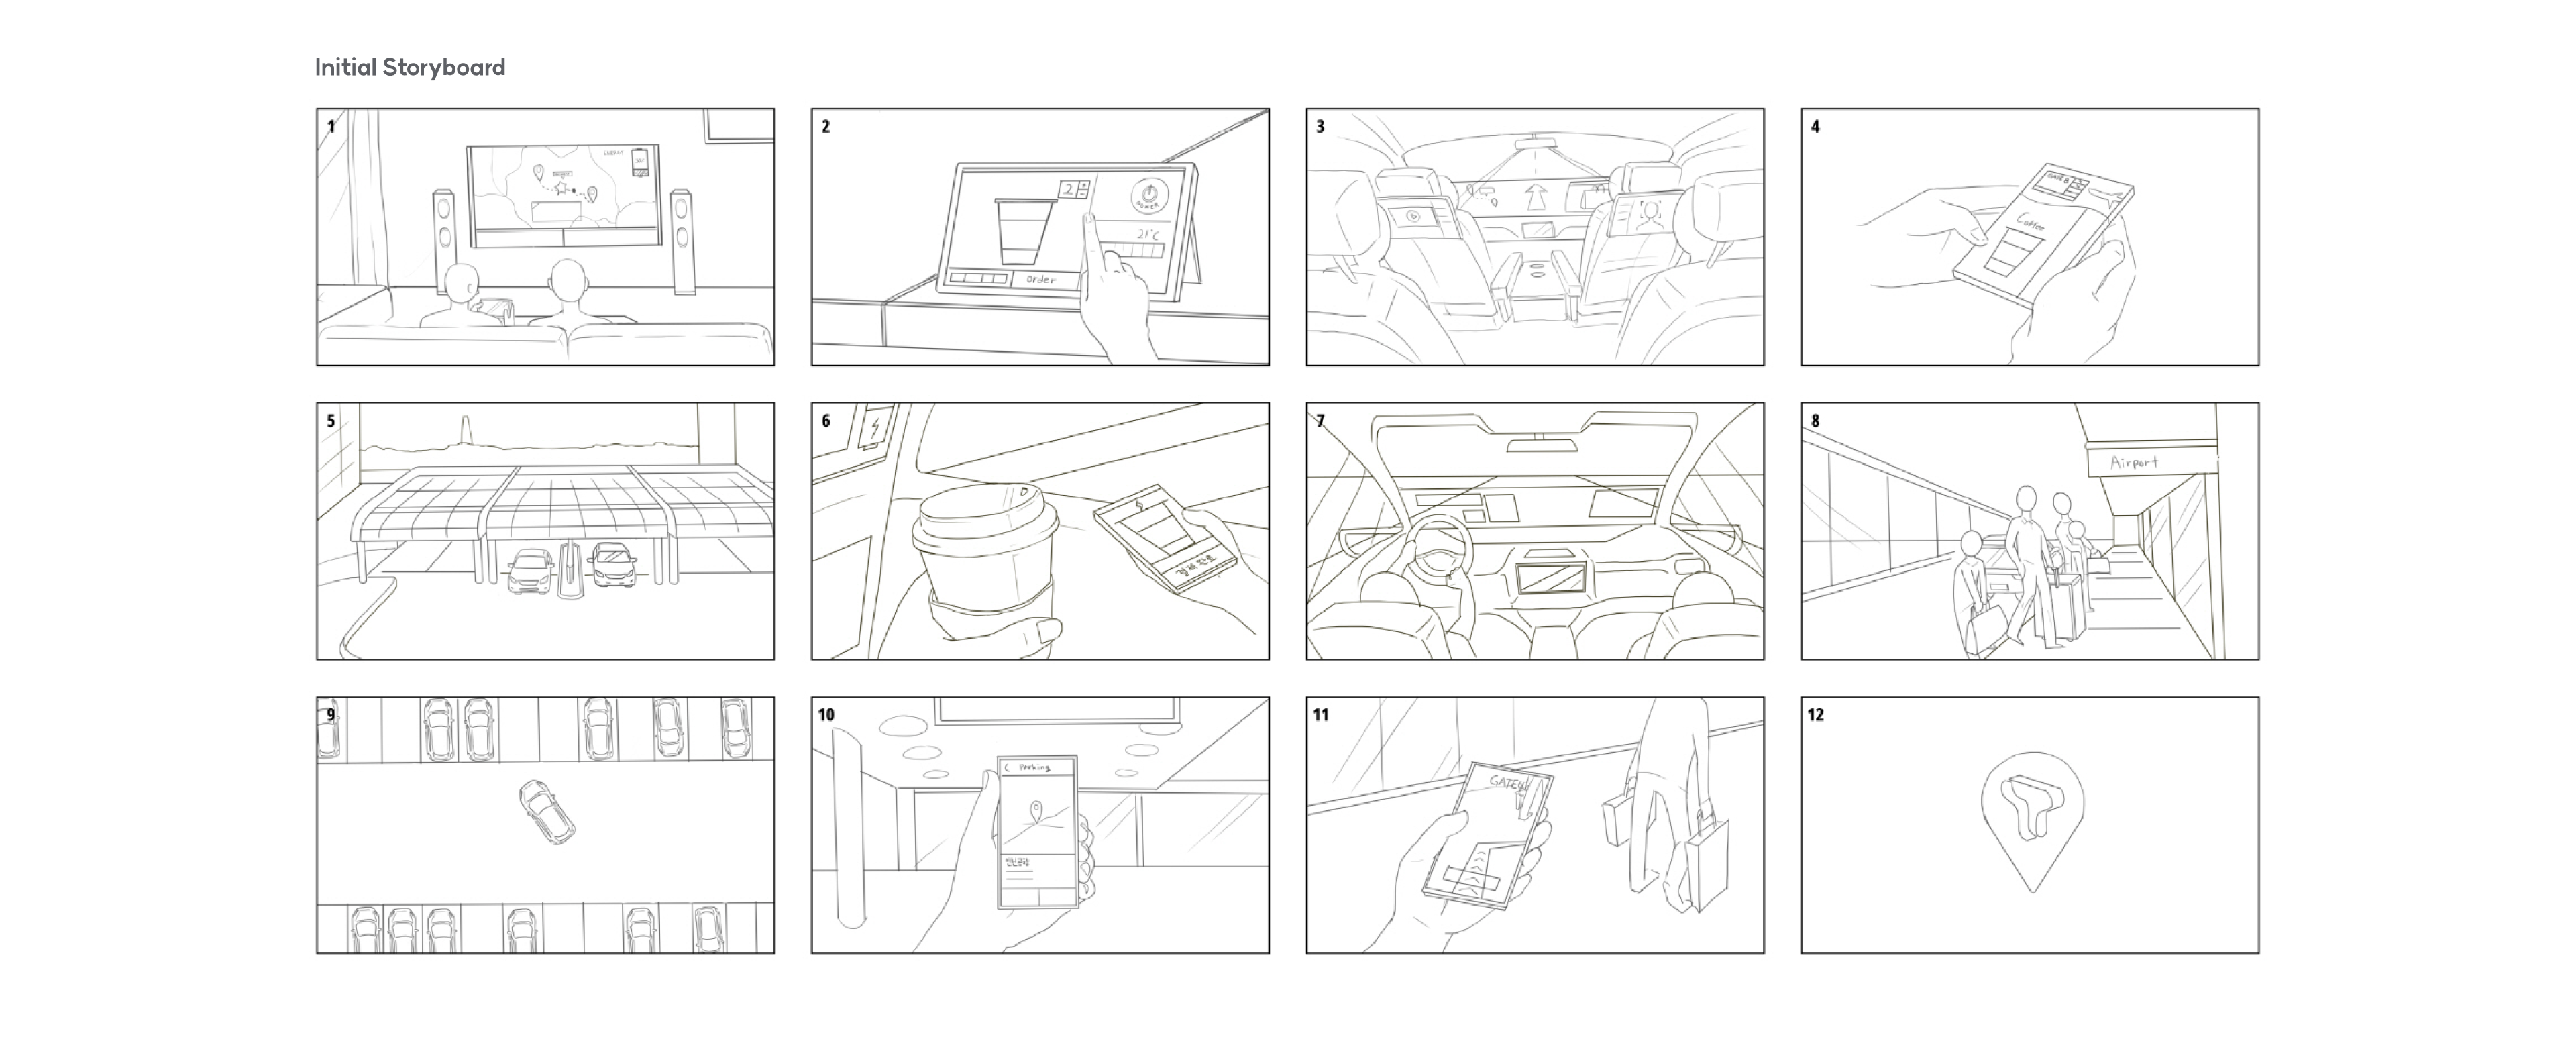 Initial Storyboard
1
ENERGY
2
2
POWER
21°C
order
3
4
GATE 8
Coffee
5
6
결제 완료
7
8
Airport
9
10
< Parking
인천공항
11
GATE
12